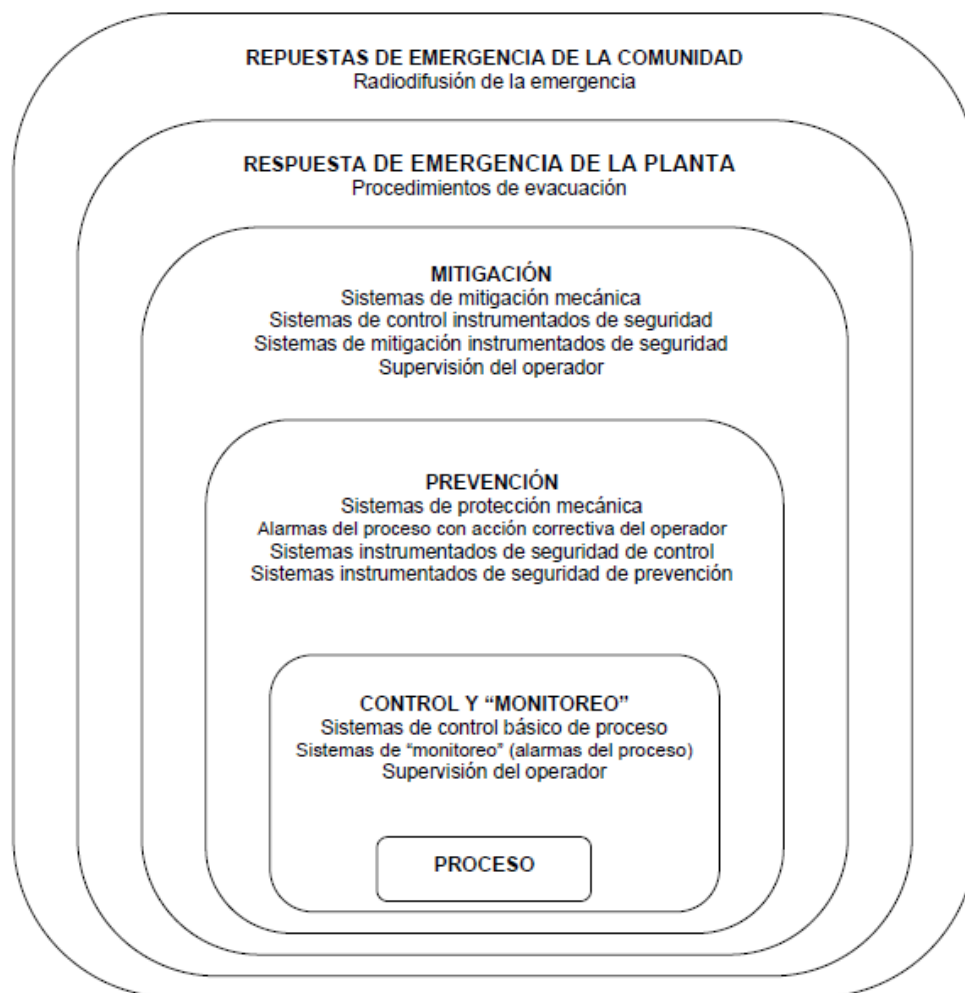 REPUESTAS DE EMERGENCIA DE LA COMUNIDAD
Radiodifusión de la emergencia
RESPUESTA DE EMERGENCIA DE LA PLANTA
Procedimientos de evacuación
MITIGACIÓN
Sistemas de mitigación mecánica
Sistemas de control instrumentados de seguridad
Sistemas de mitigación instrumentados de seguridad
Supervisión del operador
PREVENCIÓN
Sistemas de protección mecánica
Alarmas del proceso con acción correctiva del operador
Sistemas instrumentados de seguridad de control
Sistemas instrumentados de seguridad de prevención
CONTROL Y “MONITOREO”
Sistemas de control básico de proceso
Sistemas de “monitoreo” (alarmas del proceso)
Supervisión del operador
PROCESO